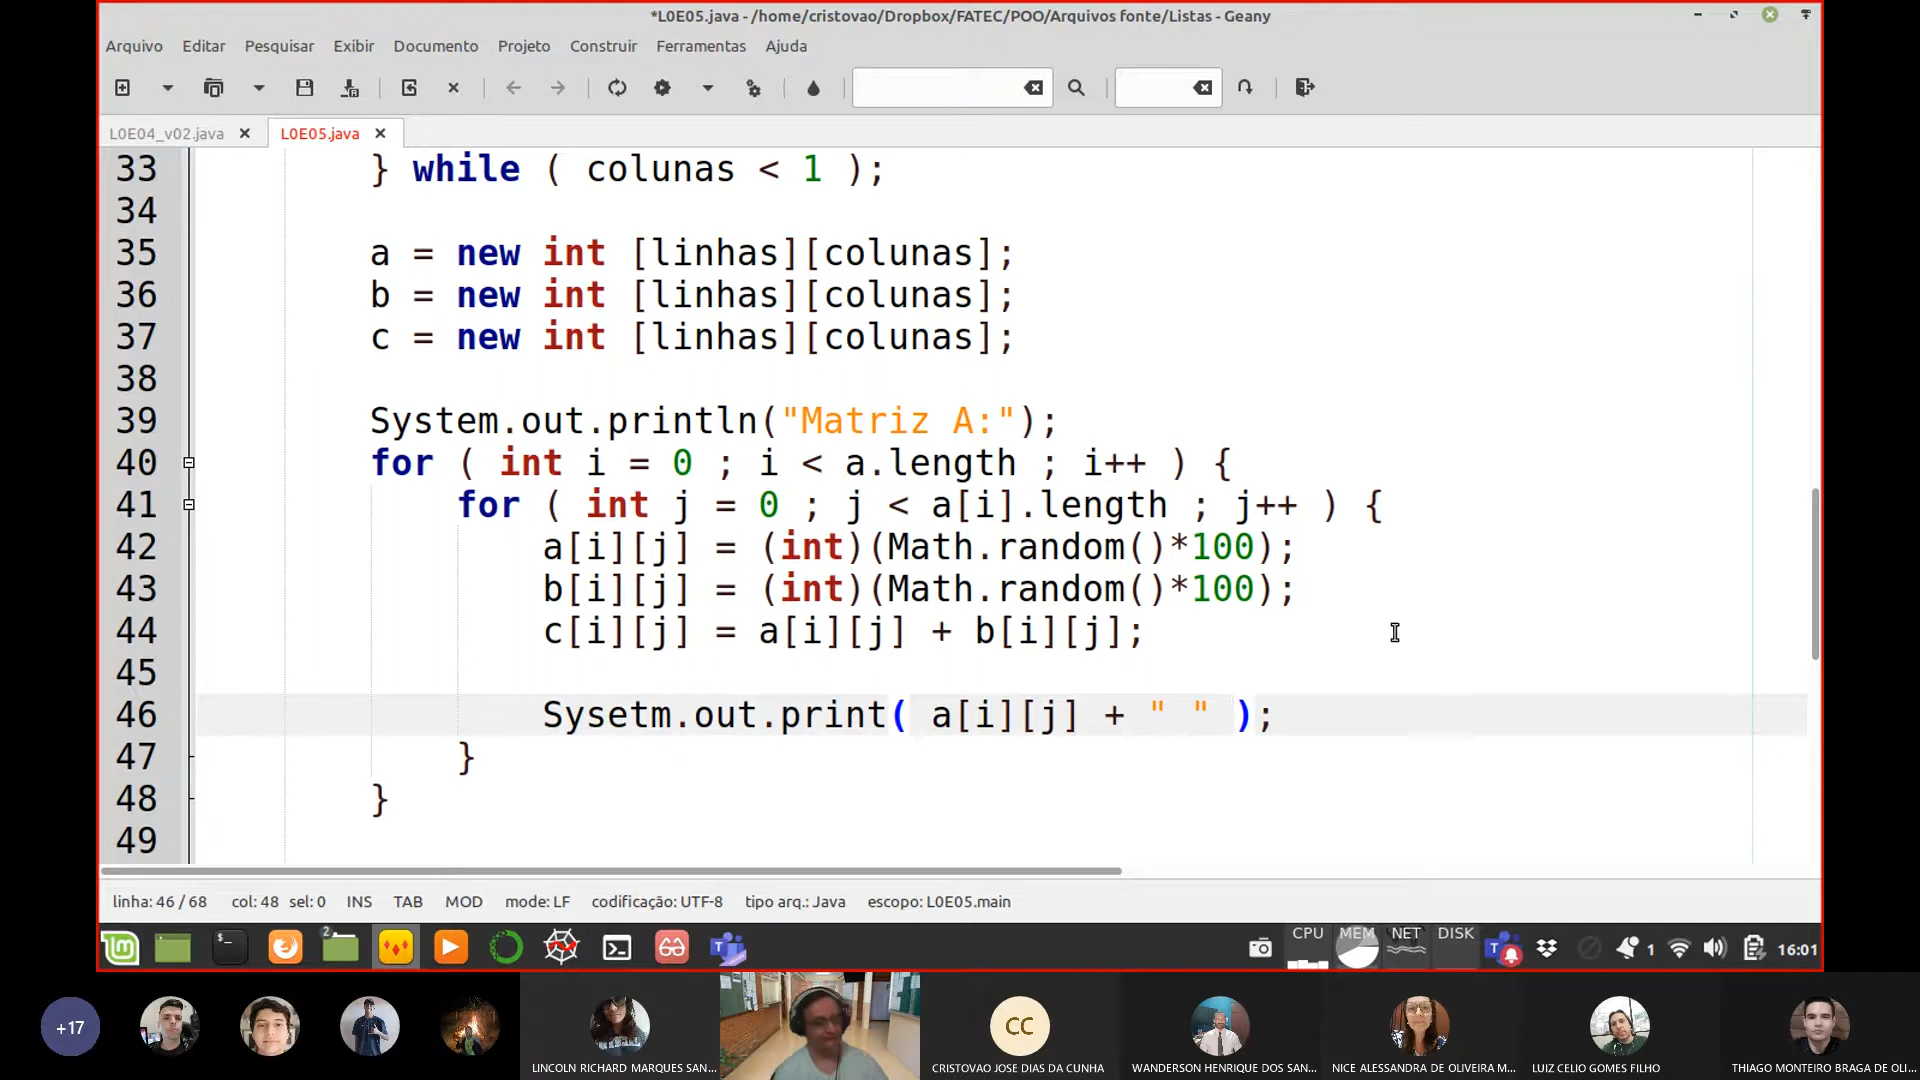 *L0E05.java - /home/cristovao/Dropbox/FATEC/POO/Arquivos fonte/Listas - Geany
Arquivo Editar Pesquisar Exibir Documento Projeto Construir Ferramentas Ajuda
L0E04_v02.java L0E05.java
33 } while ( colunas < 1 );
34
35 a = new int [linhas][colunas];
36 b = new int [linhas][colunas];
37 c = new int [linhas][colunas];
38
39 System.out.println("Matriz A:");
40 for ( int i = 0 ; i < a.length ; i++ ) {
41 for ( int j = 0 ; j < a[i].length ; j++ ) {
42 a[i][j] = (int)(Math.random()*100);
43 b[i][j] = (int)(Math.random()*100);
44 c[i][j] = a[i][j] + b[i][j];
45
46 Sysetm.out.print( a[i][j] + " " );
47 }
48 }
49
linha: 46 / 68 col: 48 sel: 0 INS TAB MOD mode: LF codificação: UTF-8 tipo arq.: Java escopo: L0E05.main
2 CPU MEM NET DISK 1 16:01
+17 CC
LINCOLN RICHARD MARQUES SAN... CRISTOVAO JOSE DIAS DA CUNHA WANDERSON HENRIQUE DOS SAN... NICE ALESSANDRA DE OLIVEIRA M... LUIZ CELIO GOMES FILHO THIAGO MONTEIRO BRAGA DE OLI...